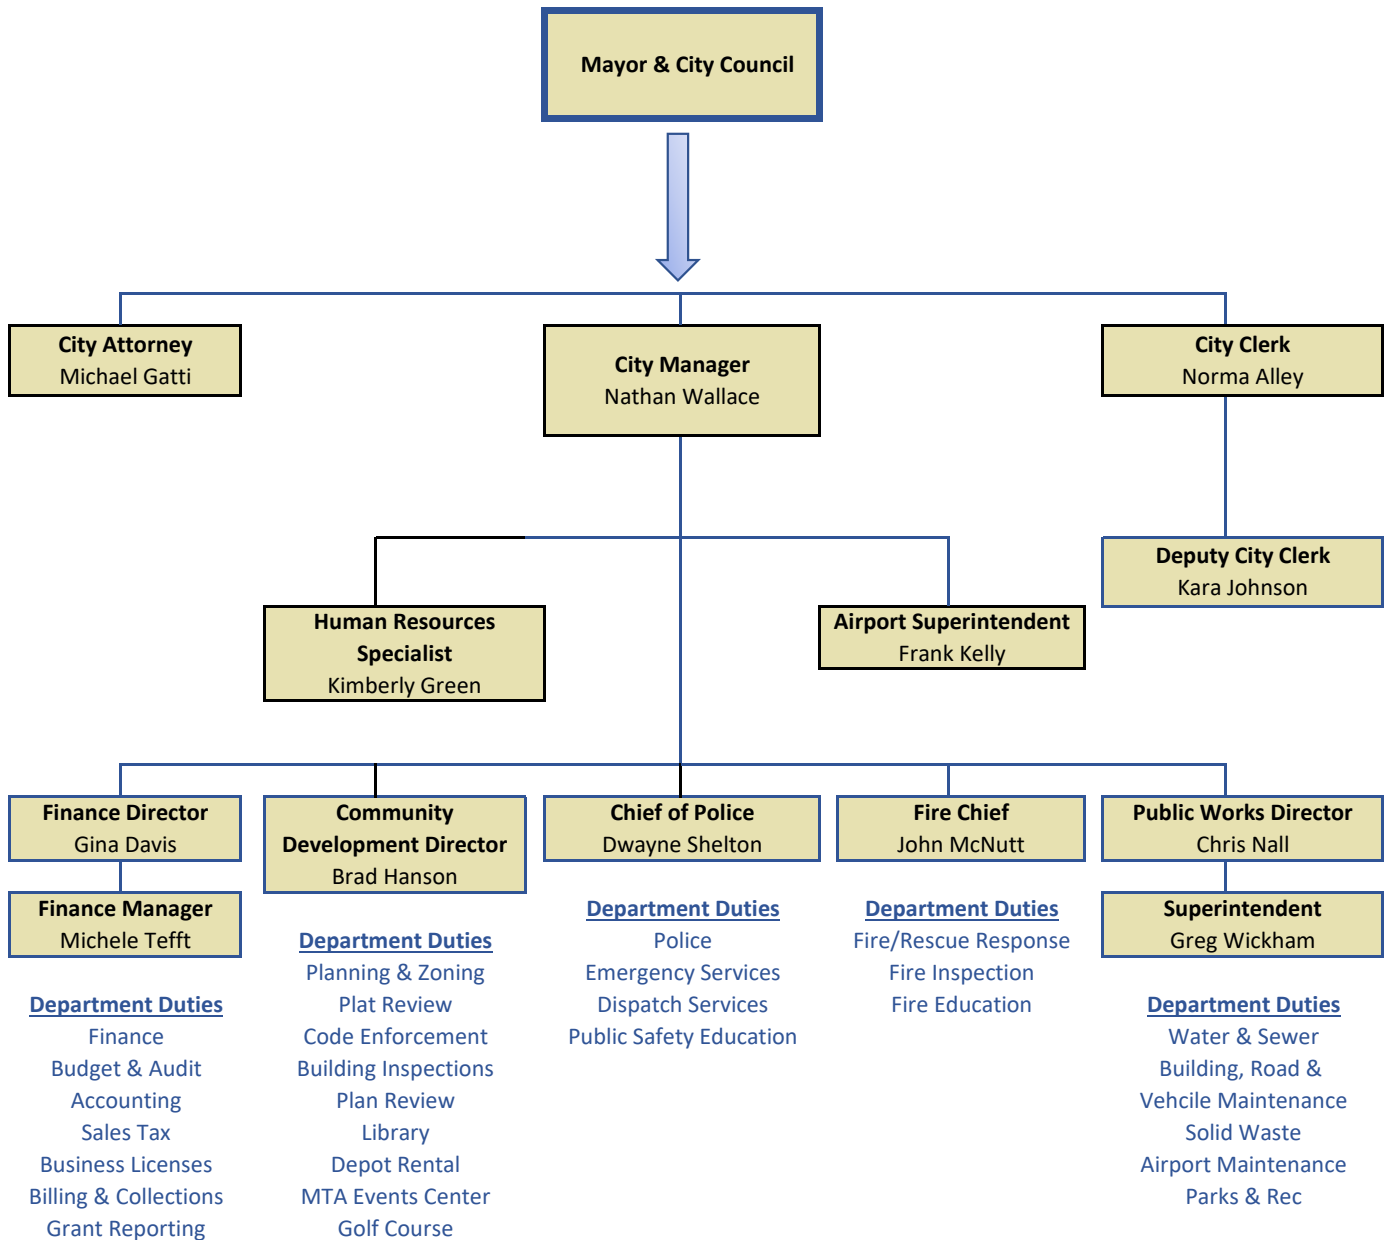 Mayor & City Council
City Attorney
Michael Gatti
City Manager
Nathan Wallace
City Clerk
Norma Alley
Deputy City Clerk
Kara Johnson
Human Resources
Specialist
Kimberly Green
Airport Superintendent
Frank Kelly
Finance Director
Gina Davis
Finance Manager
Michele Tefft
Department Duties
Finance
Budget & Audit
Accounting
Sales Tax
Business Licenses
Billing & Collections
Grant Reporting
Community
Development Director
Brad Hanson
Department Duties
Planning & Zoning
Plat Review
Code Enforcement
Building Inspections
Plan Review
Library
Depot Rental
MTA Events Center
Golf Course
Chief of Police
Dwayne Shelton
Department Duties
Police
Emergency Services
Dispatch Services
Public Safety Education
Fire Chief
John McNutt
Department Duties
Fire/Rescue Response
Fire Inspection
Fire Education
Public Works Director
Chris Nall
Superintendent
Greg Wickham
Department Duties
Water & Sewer
Building, Road &
Vehcile Maintenance
Solid Waste
Airport Maintenance
Parks & Rec